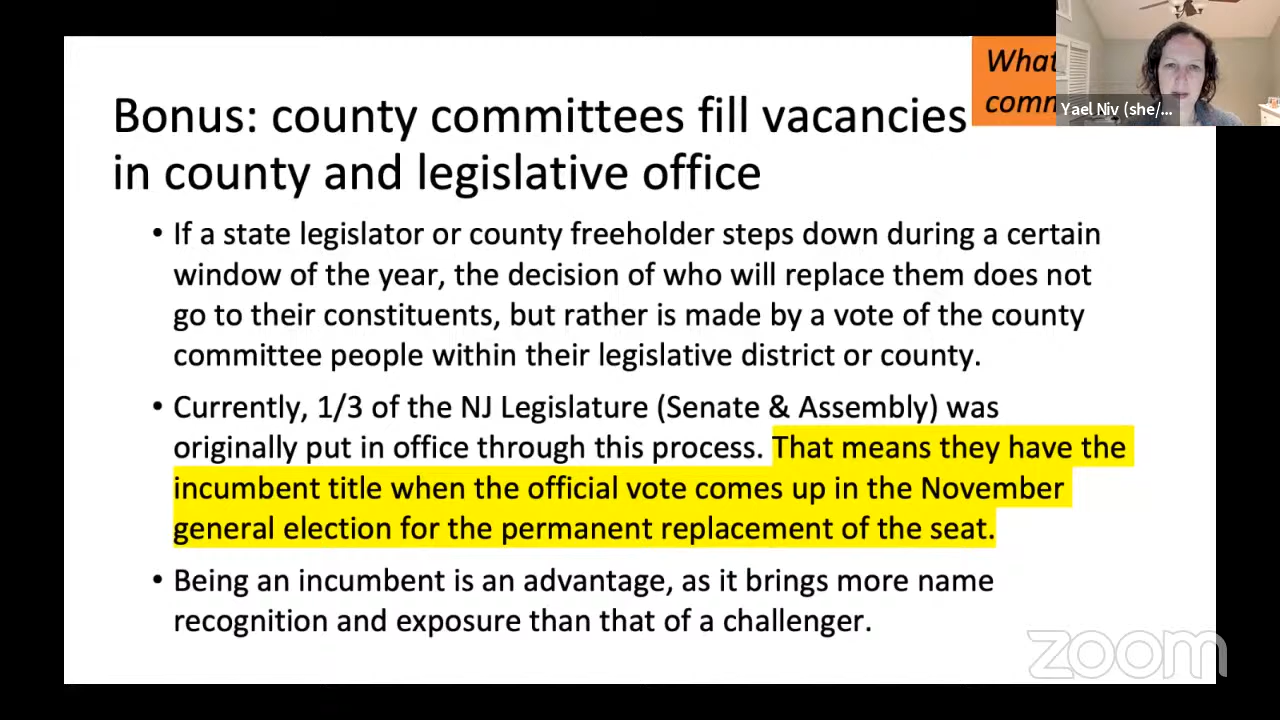 What
comm
Yael Niv (she/...
Bonus: county committees fill vacancies
in county and legislative office
• If a state legislator or county freeholder steps down during a certain
window of the year, the decision of who will replace them does not
go to their constituents, but rather is made by a vote of the county
committee people within their legislative district or county.
• Currently, 1/3 of the NJ Legislature (Senate & Assembly) was
originally put in office through this process. That means they have the
incumbent title when the official vote comes up in the November
general election for the permanent replacement of the seat.
• Being an incumbent is an advantage, as it brings more name
recognition and exposure than that of a challenger.
zoom